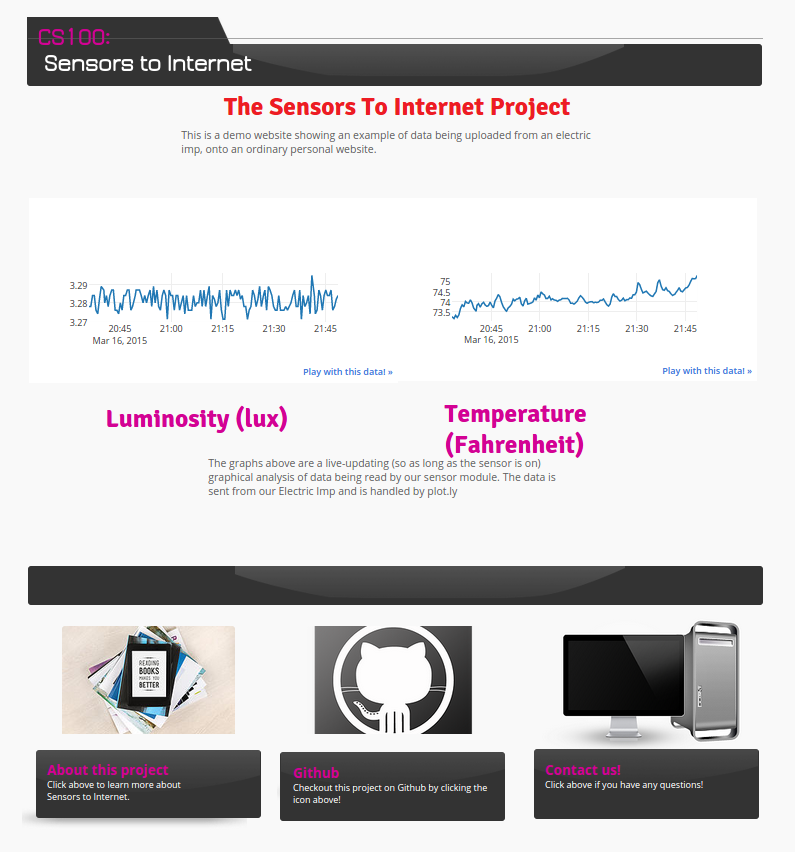 CS100:
Sensors to Internet
The Sensors To Internet Project
This is a demo website showing an example of data being uploaded from an electric
imp, onto an ordinary personal website.
3.29
3.28
3.27
20:45 21:00 21:15 21:30 21:45
Mar 16, 2015
Play with this data! »
75
74.5
74
73.5
20:45 21:00 21:15 21:30 21:45
Mar 16, 2015
Play with this data! »
Luminosity (lux)
Temperature
(Fahrenheit)
The graphs above are a live-updating (so as long as the sensor is on)
graphical analysis of data being read by our sensor module. The data is
sent from our Electric Imp and is handled by plot.ly
READING
BOOKS
MAKES YOU
BETTER
About this project
Click above to learn more about
Sensors to Internet.
Github
Checkout this project on Github by clicking the
icon above!
Contact us!
Click above if you have any questions!